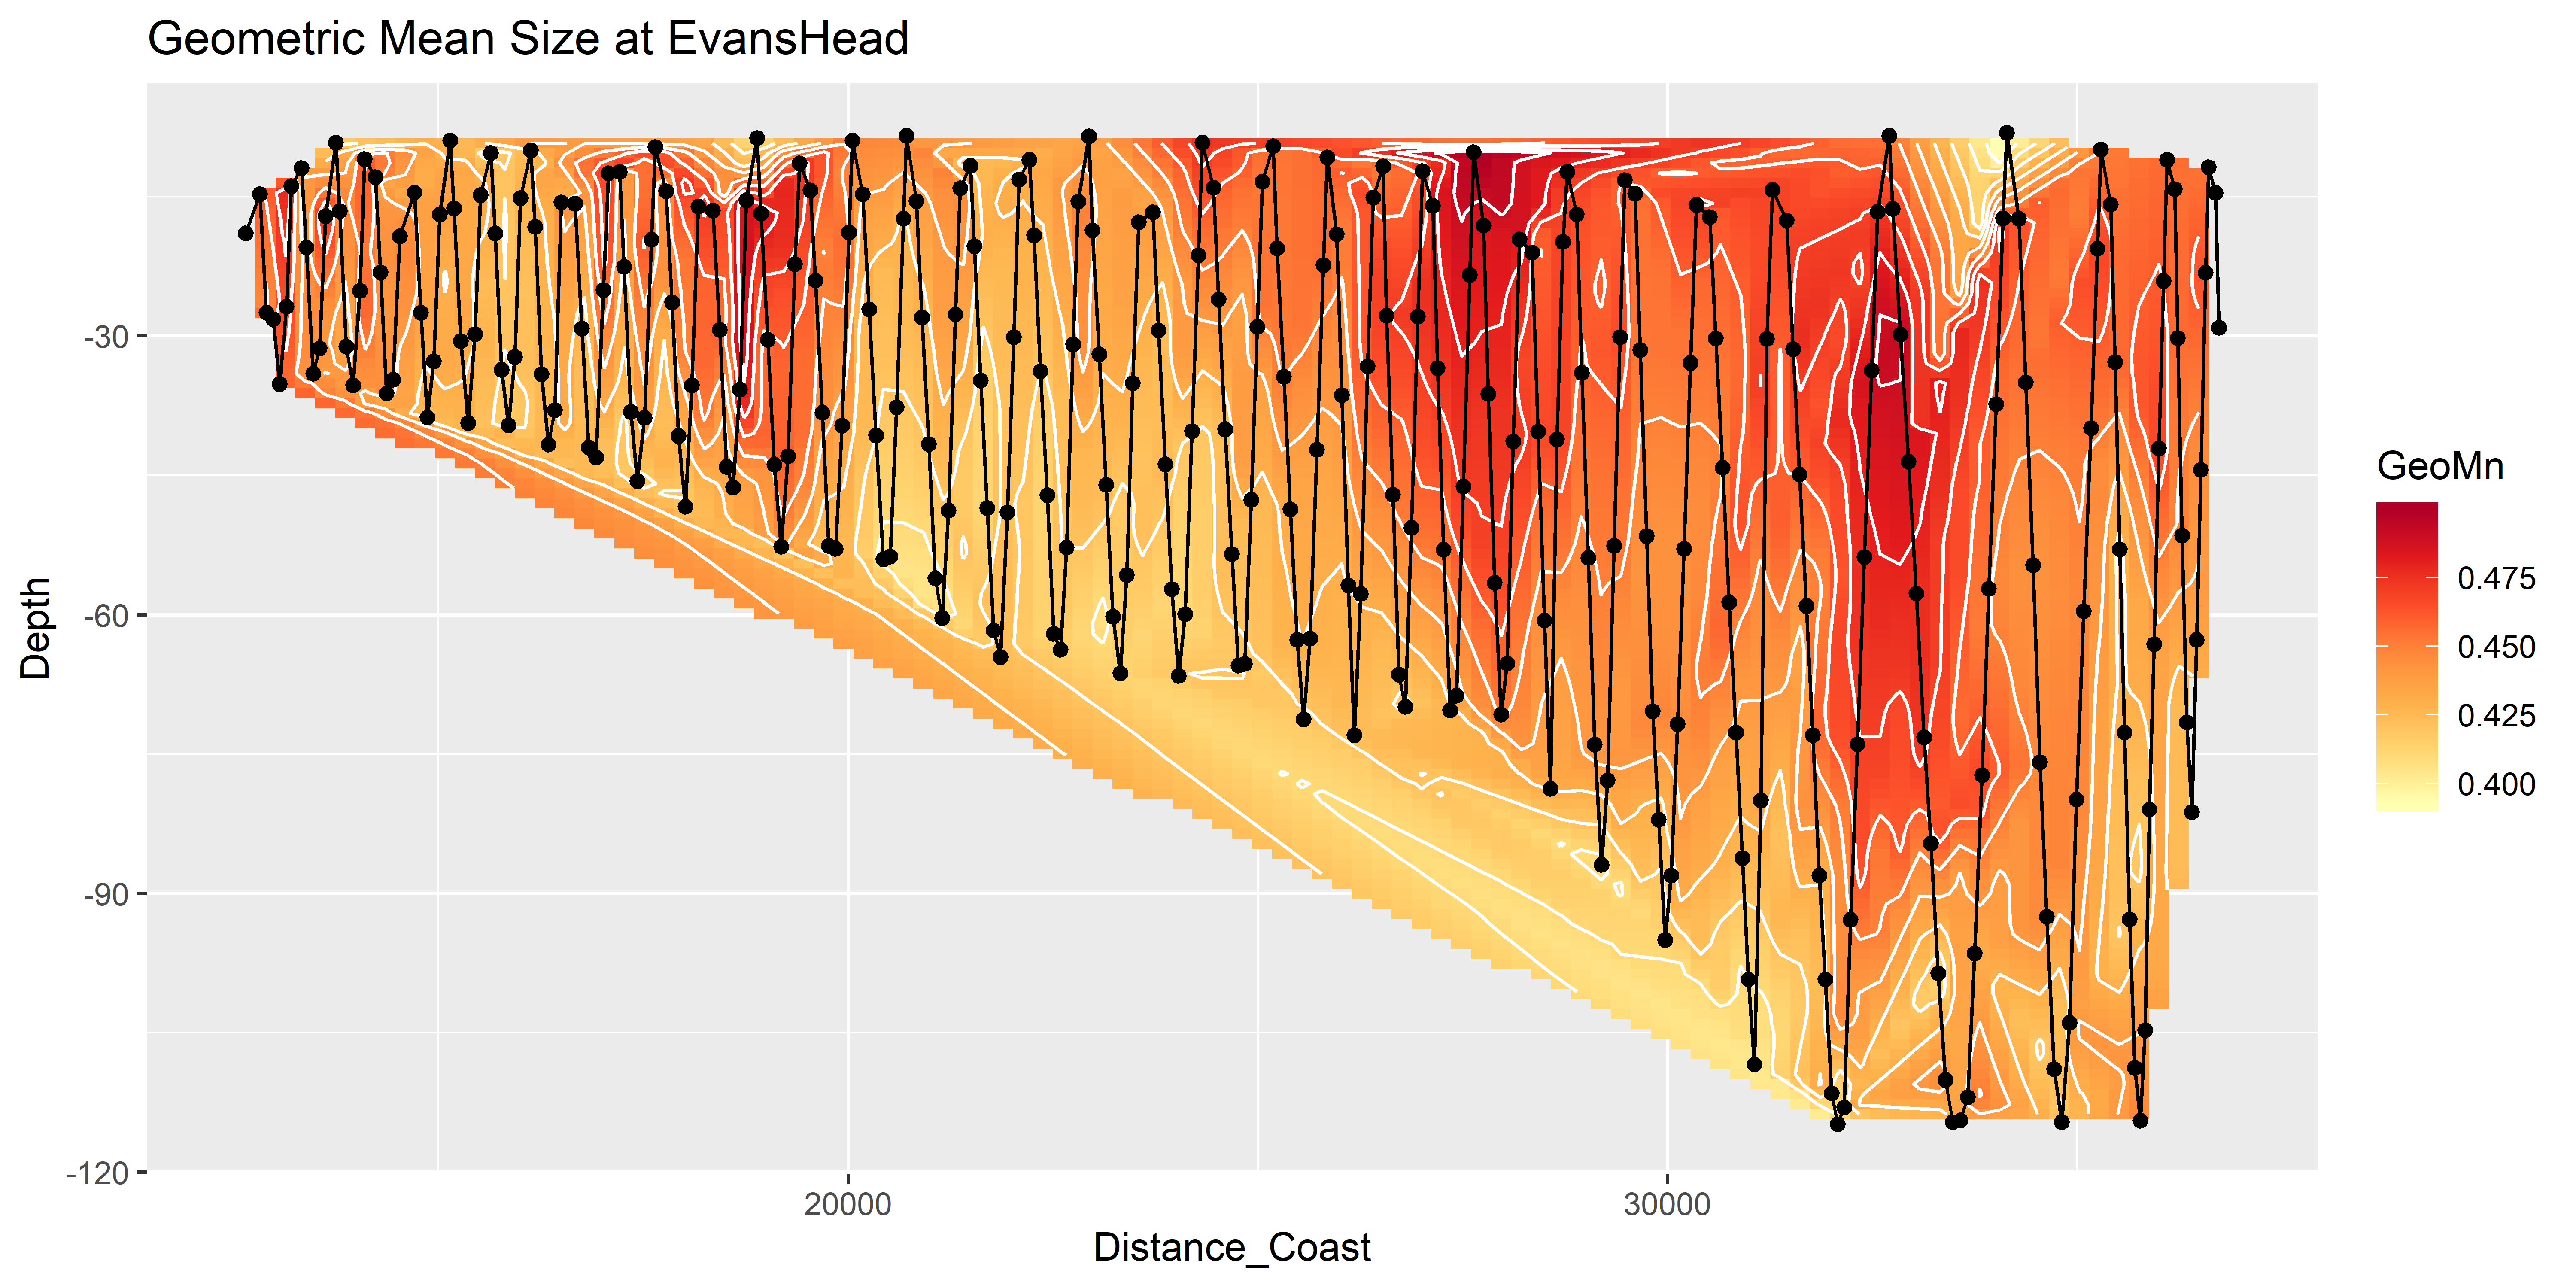 Geometric Mean Size at EvansHead
Depth
-30
-60
-90
-120
20000
30000
Distance_Coast
GeoMn
0.475
0.450
0.425
0.400